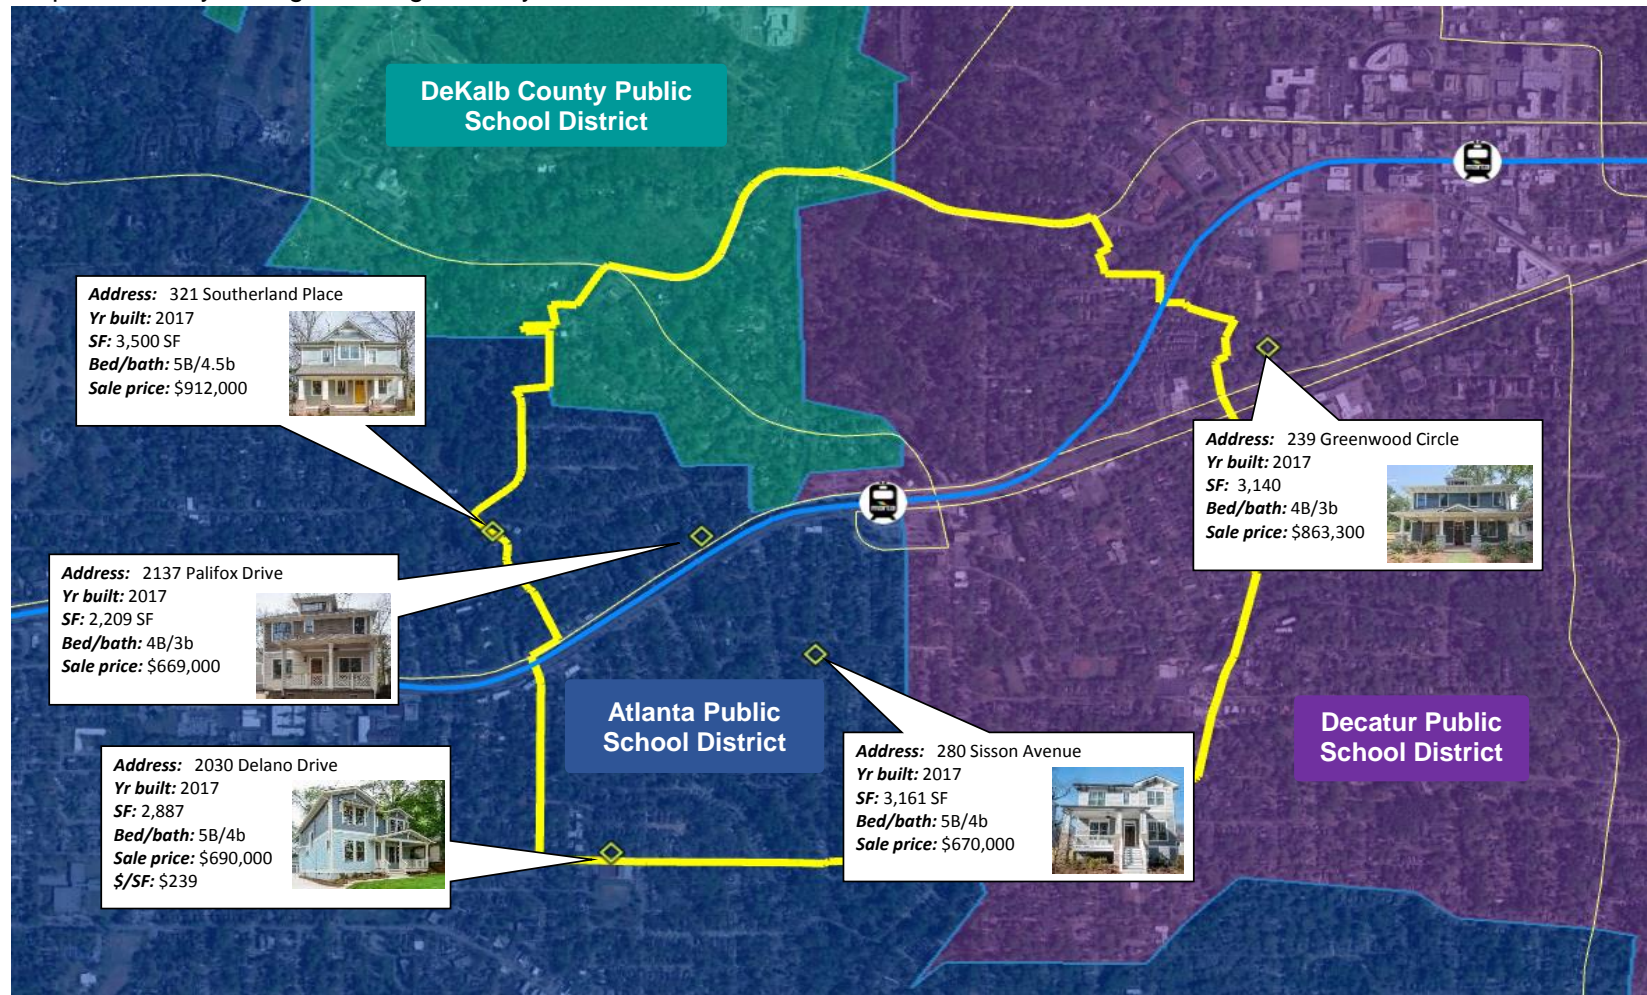 DeKalb County Public
School District
Address: 321 Southerland Place
Yr built: 2017
SF: 3,500 SF
Bed/bath: 5B/4.5b
Sale price: $912,000
Address: 239 Greenwood Circle
Yr built: 2017
SF: 3,140
Bed/bath: 4B/3b
Sale price: $863,300
Address: 2137 Palifox Drive
Yr built: 2017
SF: 2,209 SF
Bed/bath: 4B/3b
Sale price: $669,000
Atlanta Public
School District
Decatur Public
School District
Address: 2030 Delano Drive
Yr built: 2017
SF: 2,887
Bed/bath: 5B/4b
Sale price: $690,000
$/SF: $239
Address: 280 Sisson Avenue
Yr built: 2017
SF: 3,161 SF
Bed/bath: 5B/4b
Sale price: $670,000
marta